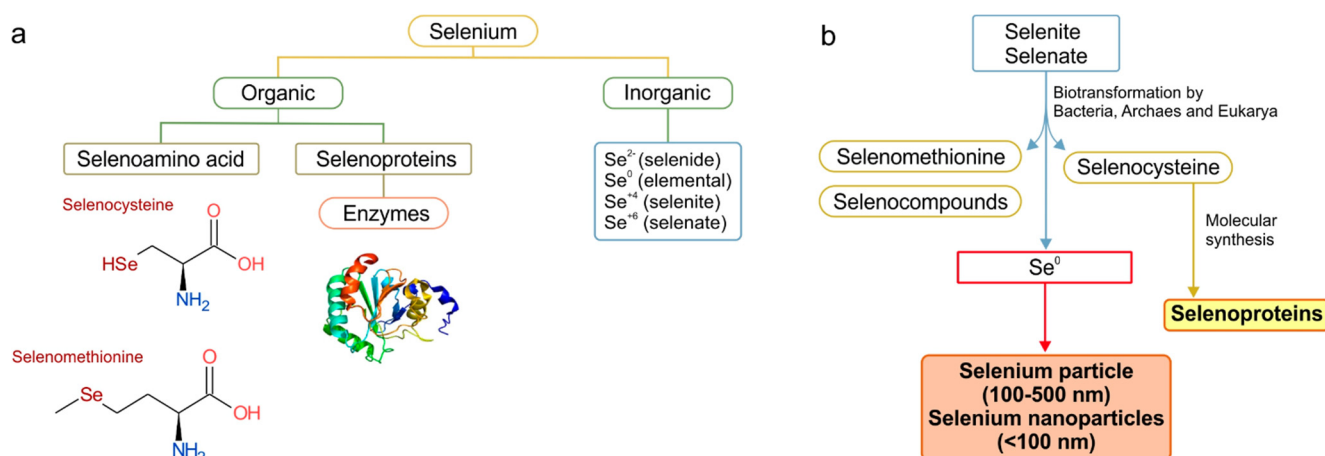 a
Selenium
Organic
Inorganic
Selenoamino acid
Selenoproteins
Se2- (selenide)
Se0 (elemental)
Se+4 (selenite)
Se+6 (selenate)
Enzymes
Selenocysteine
O
HSe
OH
NH2
Selenomethionine
O
Se
OH
NH2
b
Selenite
Selenate
Biotransformation by
Bacteria, Archaes and Eukarya
Selenomethionine
Selenocysteine
Selenocompounds
Molecular
synthesis
Se0
Selenoproteins
Selenium particle
(100-500 nm)
Selenium nanoparticles
(<100 nm)